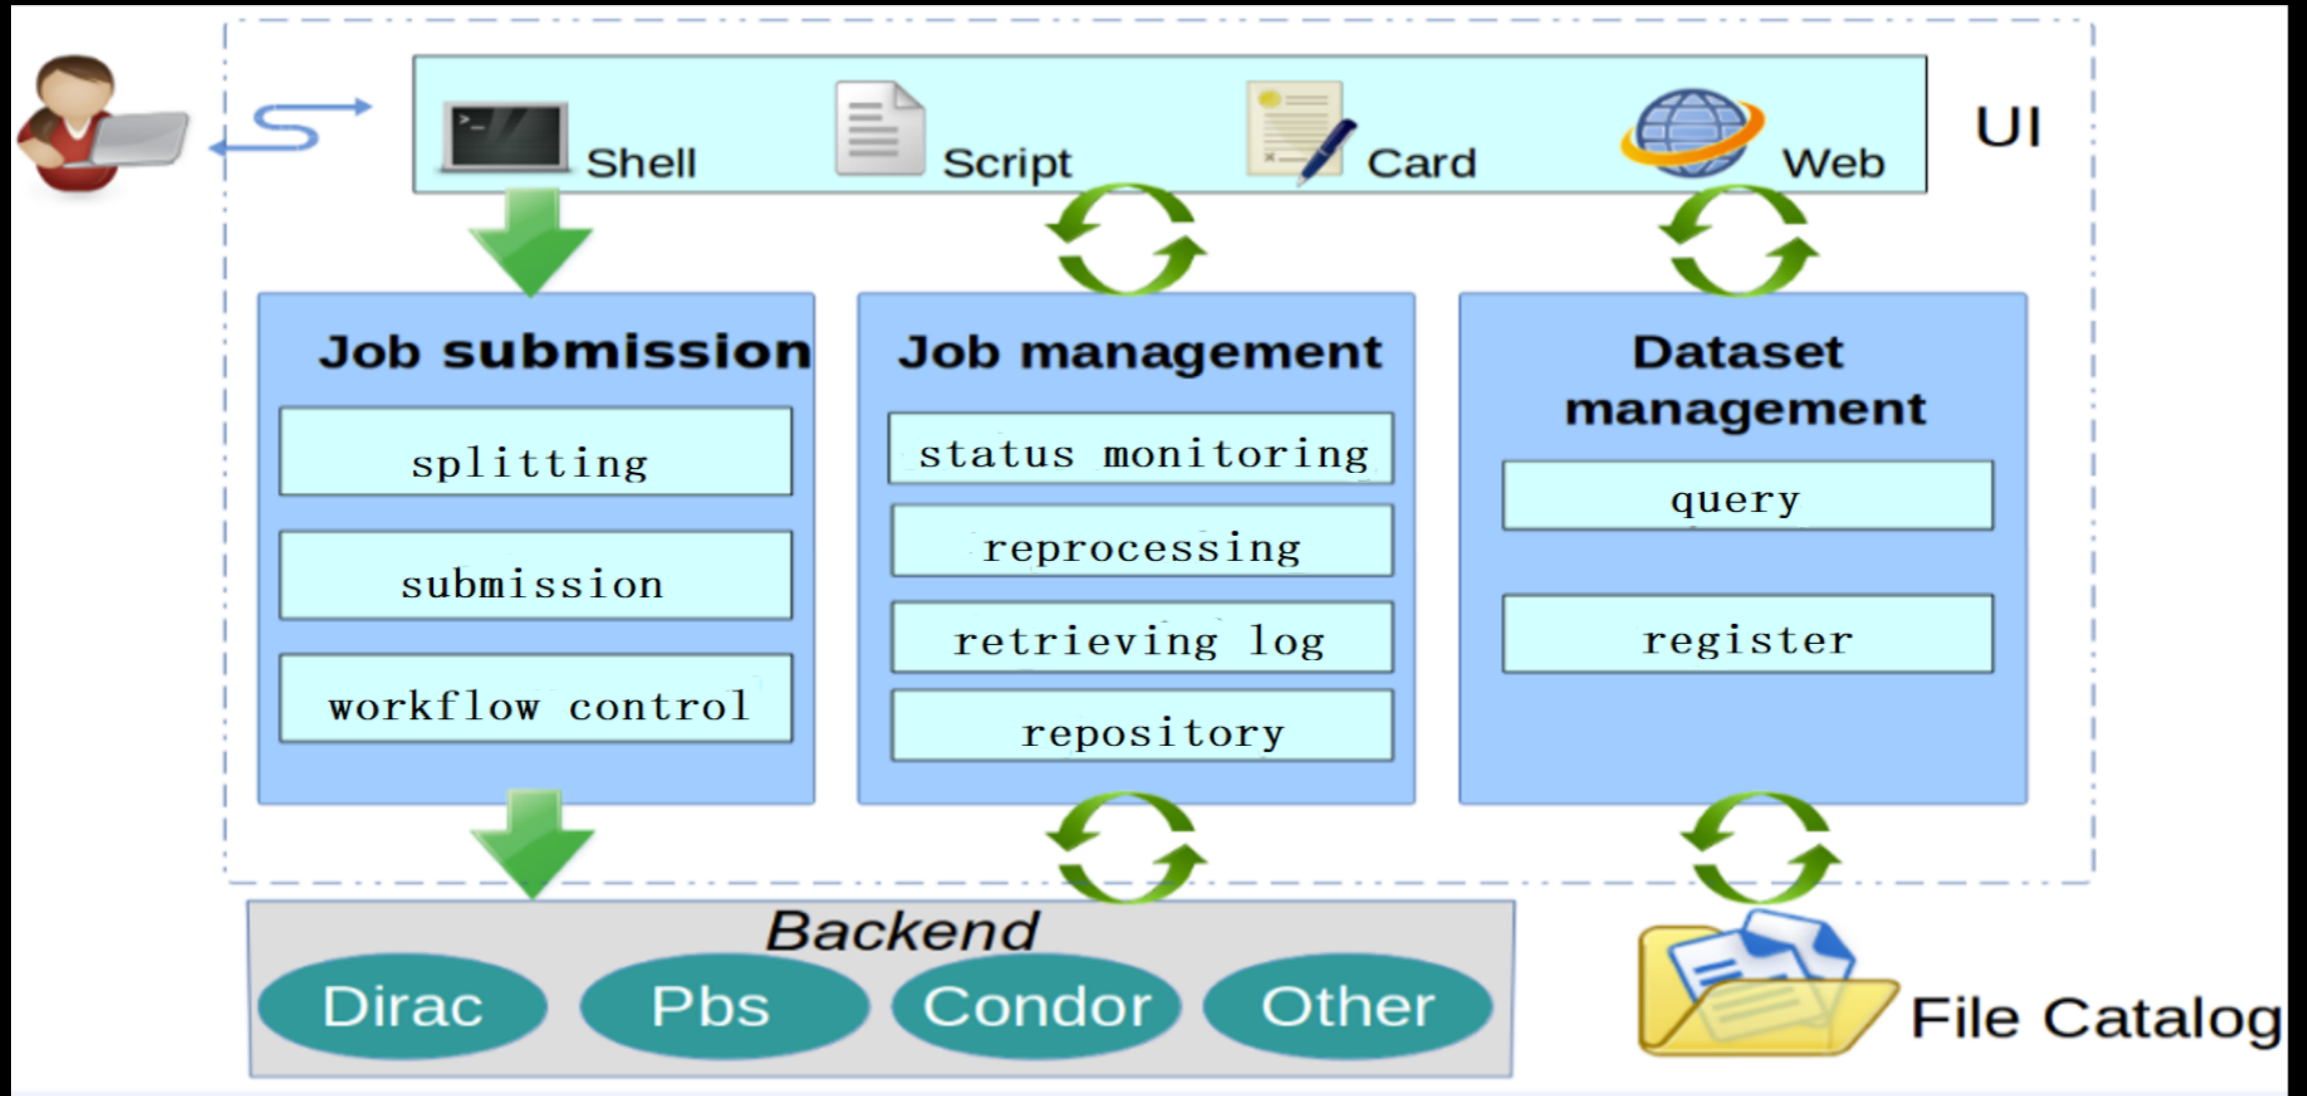 Shell
Script
Card
Web
UI
Job submission
splitting
submission
workflow control
Job management
status monitoring
reprocessing
retrieving log
repository
Dataset
management
query
register
Backend
Dirac
Pbs
Condor
Other
File Catalog